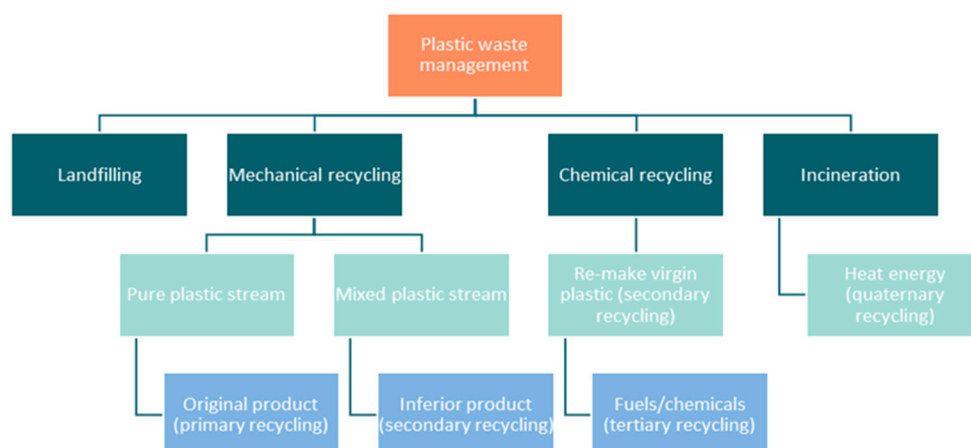 Plastic waste
management
Landfilling
Mechanical recycling
Chemical recycling
Incineration
Pure plastic stream
Mixed plastic stream
Re-make virgin
plastic (secondary
recycling)
Heat energy
(quaternary
recycling)
Original product
(primary recycling)
Inferior product
(secondary recycling)
Fuels/chemicals
(tertiary recycling)